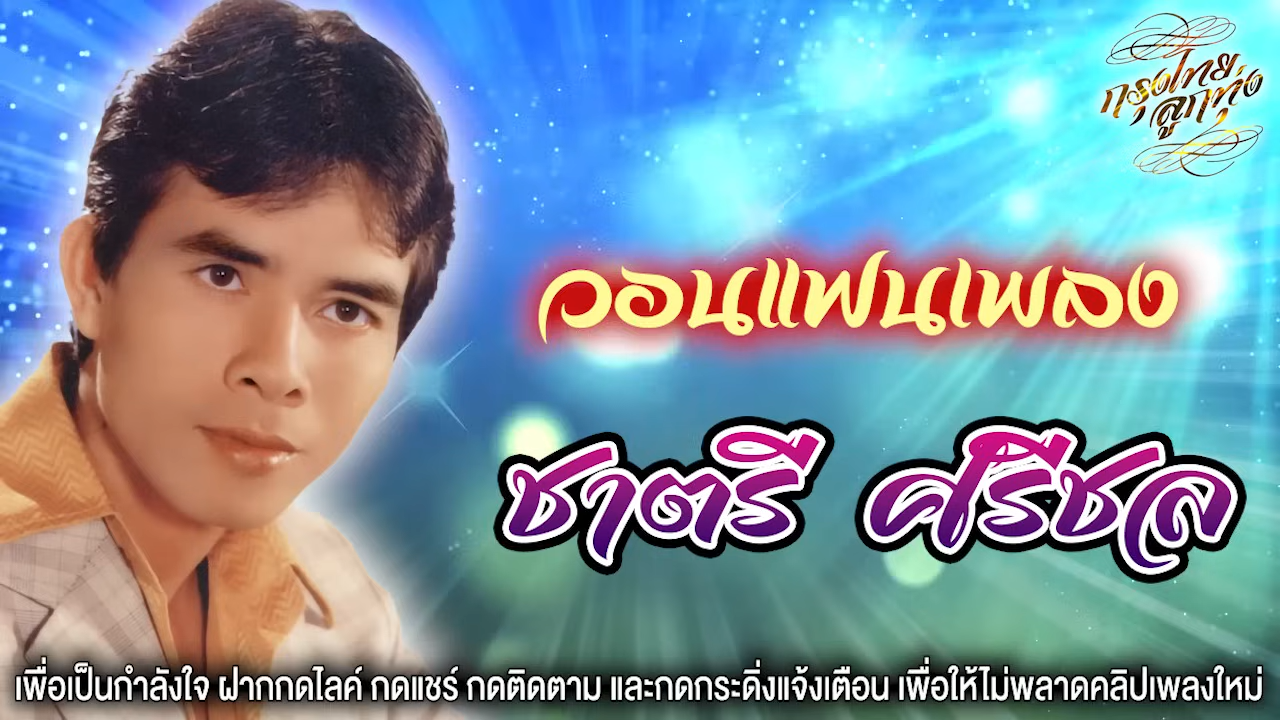 กรุงไทย
ลูกทุ่ง
วอนแฟนเพลง
ชาตรี ศรีชล
เพื่อเป็นกำลังใจ ฝากกดไลค์ กดแชร์ กดติดตาม และกดกระดิ่งแจ้งเตือน เพื่อให้ไม่พลาดคลิปเพลงใหม่